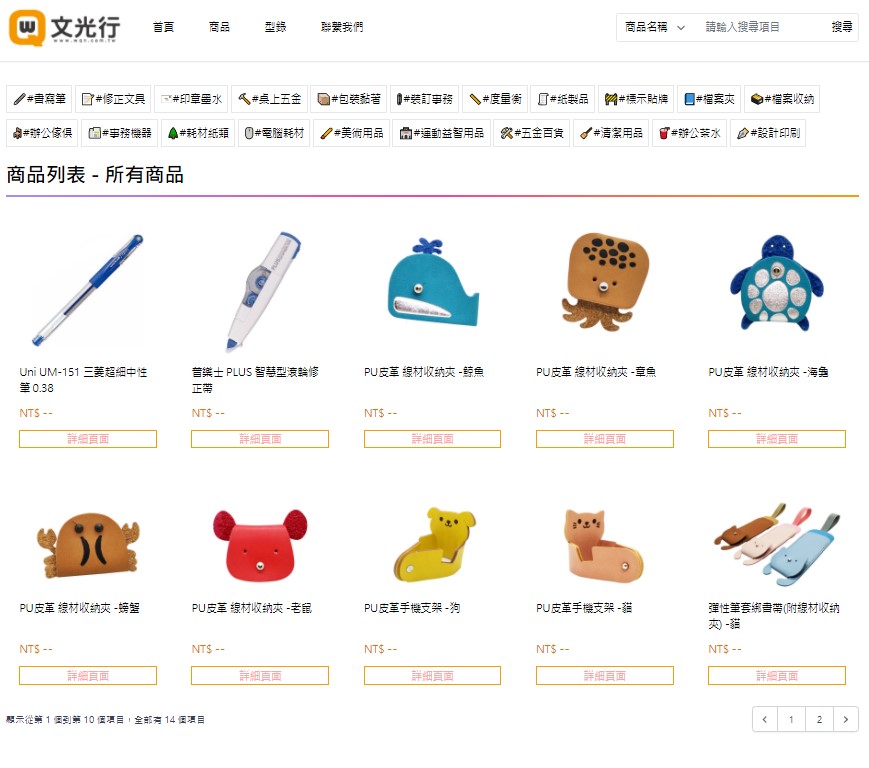 文光行
www.wgh.com.tw
首頁
商品
型錄
聯繫我們
商品名稱
請輸入搜尋項目
搜尋
#書寫筆
#修正文具
#印章墨水
#桌上五金
#包裝黏著
#裝訂事務
#度量衡
#紙製品
#標示貼牌
#檔案夾
#檔案收納
#辦公傢俱
#事務機器
#耗材紙類
#電腦耗材
#美術用品
#運動益智用品
#五金百貨
#清潔用品
#辦公茶水
#設計印刷
商品列表 - 所有商品
Uni UM-151 三菱超細中性
筆 0.38
NT$ --
詳細頁面
普樂士 PLUS 智慧型滾輪修
正帶
NT$ --
詳細頁面
PU皮革 線材收納夾 -鯨魚
NT$ --
詳細頁面
PU皮革 線材收納夾 -章魚
NT$ --
詳細頁面
PU皮革 線材收納夾 -海龜
NT$ --
詳細頁面
PU皮革 線材收納夾 -螃蟹
NT$ --
詳細頁面
PU皮革 線材收納夾 -老鼠
NT$ --
詳細頁面
PU皮革手機支架 -狗
NT$ --
詳細頁面
PU皮革手機支架 -貓
NT$ --
詳細頁面
彈性筆套綁書帶(附線材收納
夾) -貓
NT$ --
詳細頁面
顯示從第 1 個到第 10 個項目，全部有 14 個項目
1
2